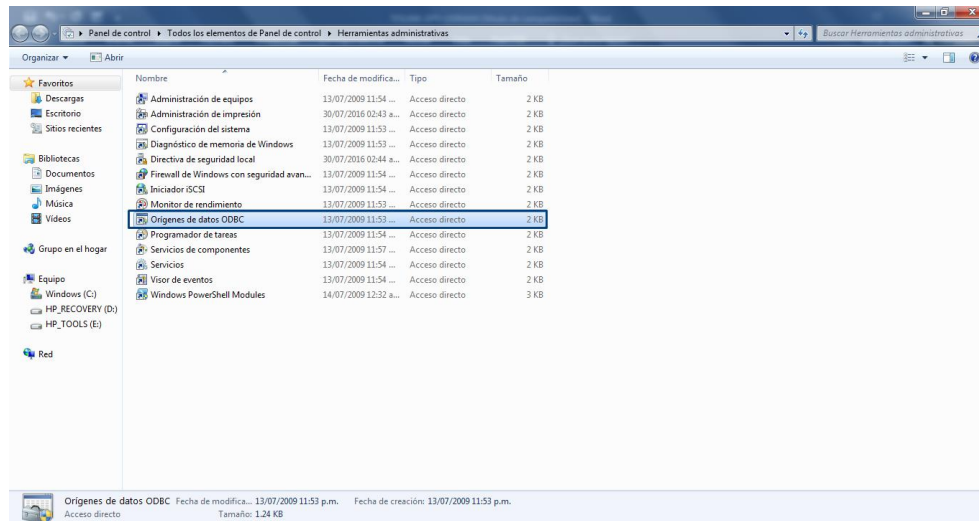 Panel de control ▸ Todos los elementos de Panel de control ▸ Herramientas administrativas
Buscar Herramientas administrativas
Organizar
Abrir
Favoritos
Descargas
Escritorio
Sitios recientes
Bibliotecas
Documentos
Imágenes
Música
Vídeos
Grupo en el hogar
Equipo
Windows (C:)
HP_RECOVERY (D:)
HP_TOOLS (E:)
Red
Nombre Fecha de modifica... Tipo Tamaño
Administración de equipos 13/07/2009 11:54 ... Acceso directo 2 KB
Administración de impresión 30/07/2016 02:43 a... Acceso directo 2 KB
Configuración del sistema 13/07/2009 11:53 ... Acceso directo 2 KB
Diagnóstico de memoria de Windows 13/07/2009 11:53 ... Acceso directo 2 KB
Directiva de seguridad local 30/07/2016 02:44 a... Acceso directo 2 KB
Firewall de Windows con seguridad avan... 13/07/2009 11:54 ... Acceso directo 2 KB
Iniciador iSCSI 13/07/2009 11:54 ... Acceso directo 2 KB
Monitor de rendimiento 13/07/2009 11:53 ... Acceso directo 2 KB
Orígenes de datos ODBC 13/07/2009 11:53 ... Acceso directo 2 KB
Programador de tareas 13/07/2009 11:54 ... Acceso directo 2 KB
Servicios de componentes 13/07/2009 11:57 ... Acceso directo 2 KB
Servicios 13/07/2009 11:54 ... Acceso directo 2 KB
Visor de eventos 13/07/2009 11:54 ... Acceso directo 2 KB
Windows PowerShell Modules 14/07/2009 12:32 a... Acceso directo 3 KB
Orígenes de datos ODBC Fecha de modifica... 13/07/2009 11:53 p.m. Fecha de creación: 13/07/2009 11:53 p.m.
Acceso directo Tamaño: 1.24 KB